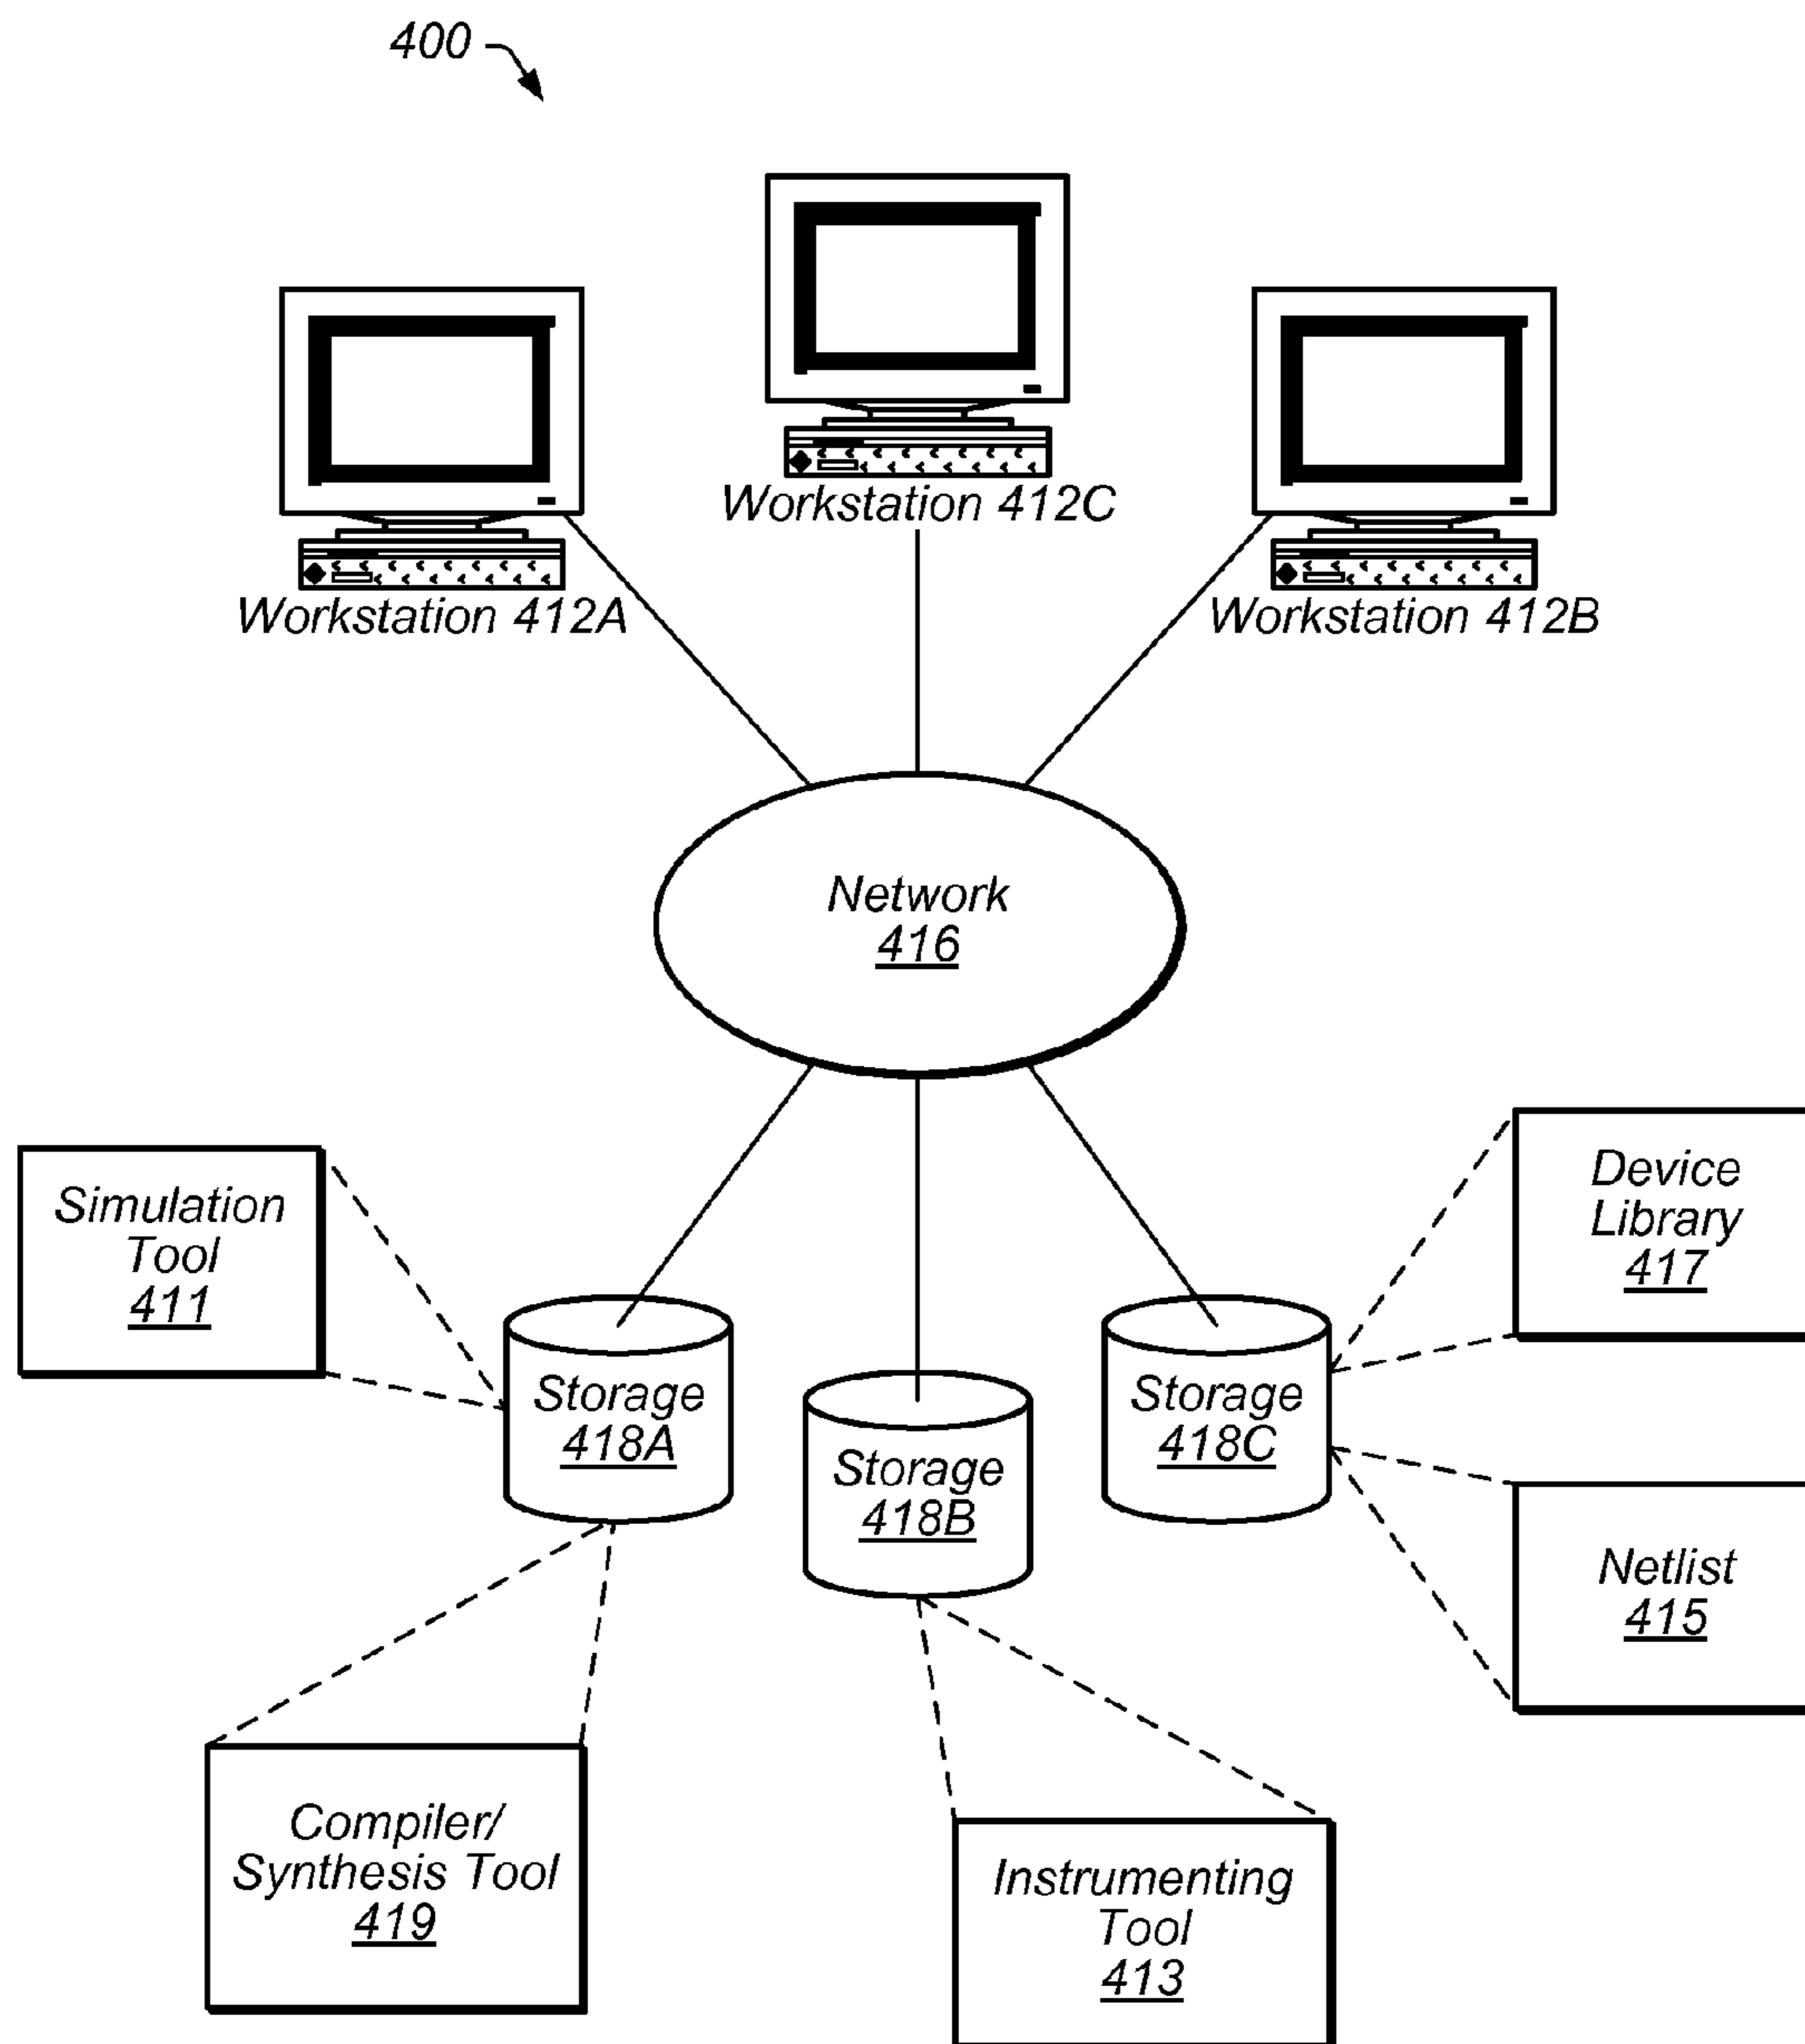 400
Workstation 412C
Workstation 412A
Workstation 412B
Network
416
Simulation
Tool
411
Device
Library
417
Storage
418A
Storage
418B
Storage
418C
Netlist
415
Compiler/
Synthesis Tool
419
Instrumenting
Tool
413